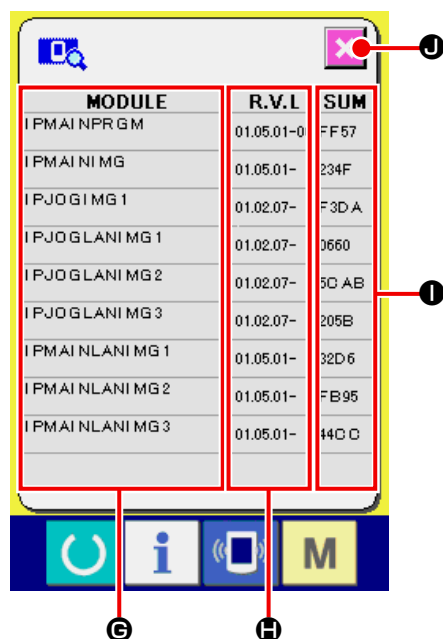 J
MODULE R.V.L SUM
IPMAINPRGM 01.05.01-0 FF57
IPMAINIMG 01.05.01- 234F
IPJOGIMG1 01.02.07- F3DA
IPJOGLANIMG1 01.02.07- 0660
IPJOGLANIMG2 01.02.07- 5CAB
IPJOGLANIMG3 01.02.07- 205B
I
IPMAINLANIMG1 01.05.01- 32D6
IPMAINLANIMG2 01.05.01- FB95
IPMAINLANIMG3 01.05.01- 44CC
i M
G H